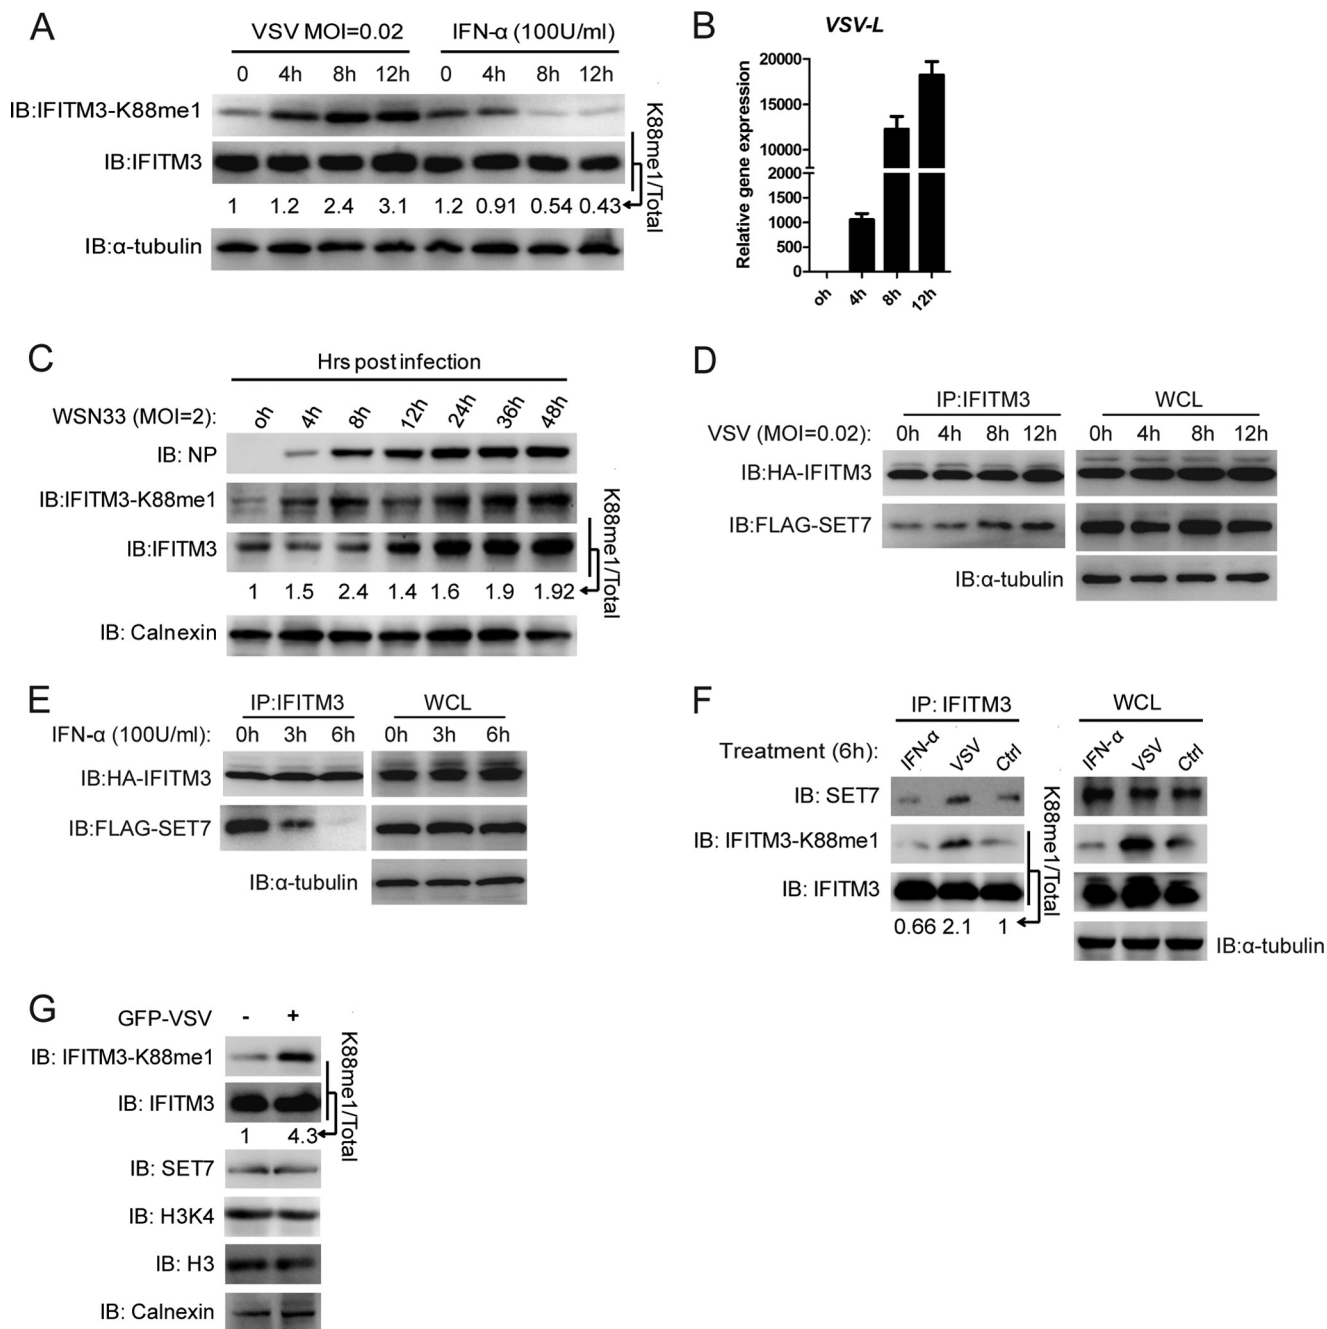 A
VSV MOI=0.02 IFN-α (100U/ml)
0 4h 8h 12h 0 4h 8h 12h
IB:IFITM3-K88me1
IB:IFITM3
1 1.2 2.4 3.1 1.2 0.91 0.54 0.43
K88me1/Total
IB:α-tubulin
B
VSV-L
Relative gene expression
20000
15000
10000
2000
1500
1000
500
0
oh 4h 8h 12h
C
Hrs post infection
WSN33 (MOI=2): oh 4h 8h 12h 24h 36h 48h
IB: NP
IB:IFITM3-K88me1
IB:IFITM3
1 1.5 2.4 1.4 1.6 1.9 1.92
K88me1/Total
IB: Calnexin
D
IP:IFITM3 WCL
VSV (MOI=0.02): 0h 4h 8h 12h 0h 4h 8h 12h
IB:HA-IFITM3
IB:FLAG-SET7
IB:α-tubulin
E
IP:IFITM3 WCL
IFN-α (100U/ml): 0h 3h 6h 0h 3h 6h
IB:HA-IFITM3
IB:FLAG-SET7
IB:α-tubulin
F
IP: IFITM3 WCL
Treatment (6h): IFN-α VSV Ctrl IFN-α VSV Ctrl
IB: SET7
IB: IFITM3-K88me1
IB: IFITM3
0.66 2.1 1
K88me1/Total
IB:α-tubulin
G
GFP-VSV - +
IB: IFITM3-K88me1
IB: IFITM3
1 4.3
K88me1/Total
IB: SET7
IB: H3K4
IB: H3
IB: Calnexin